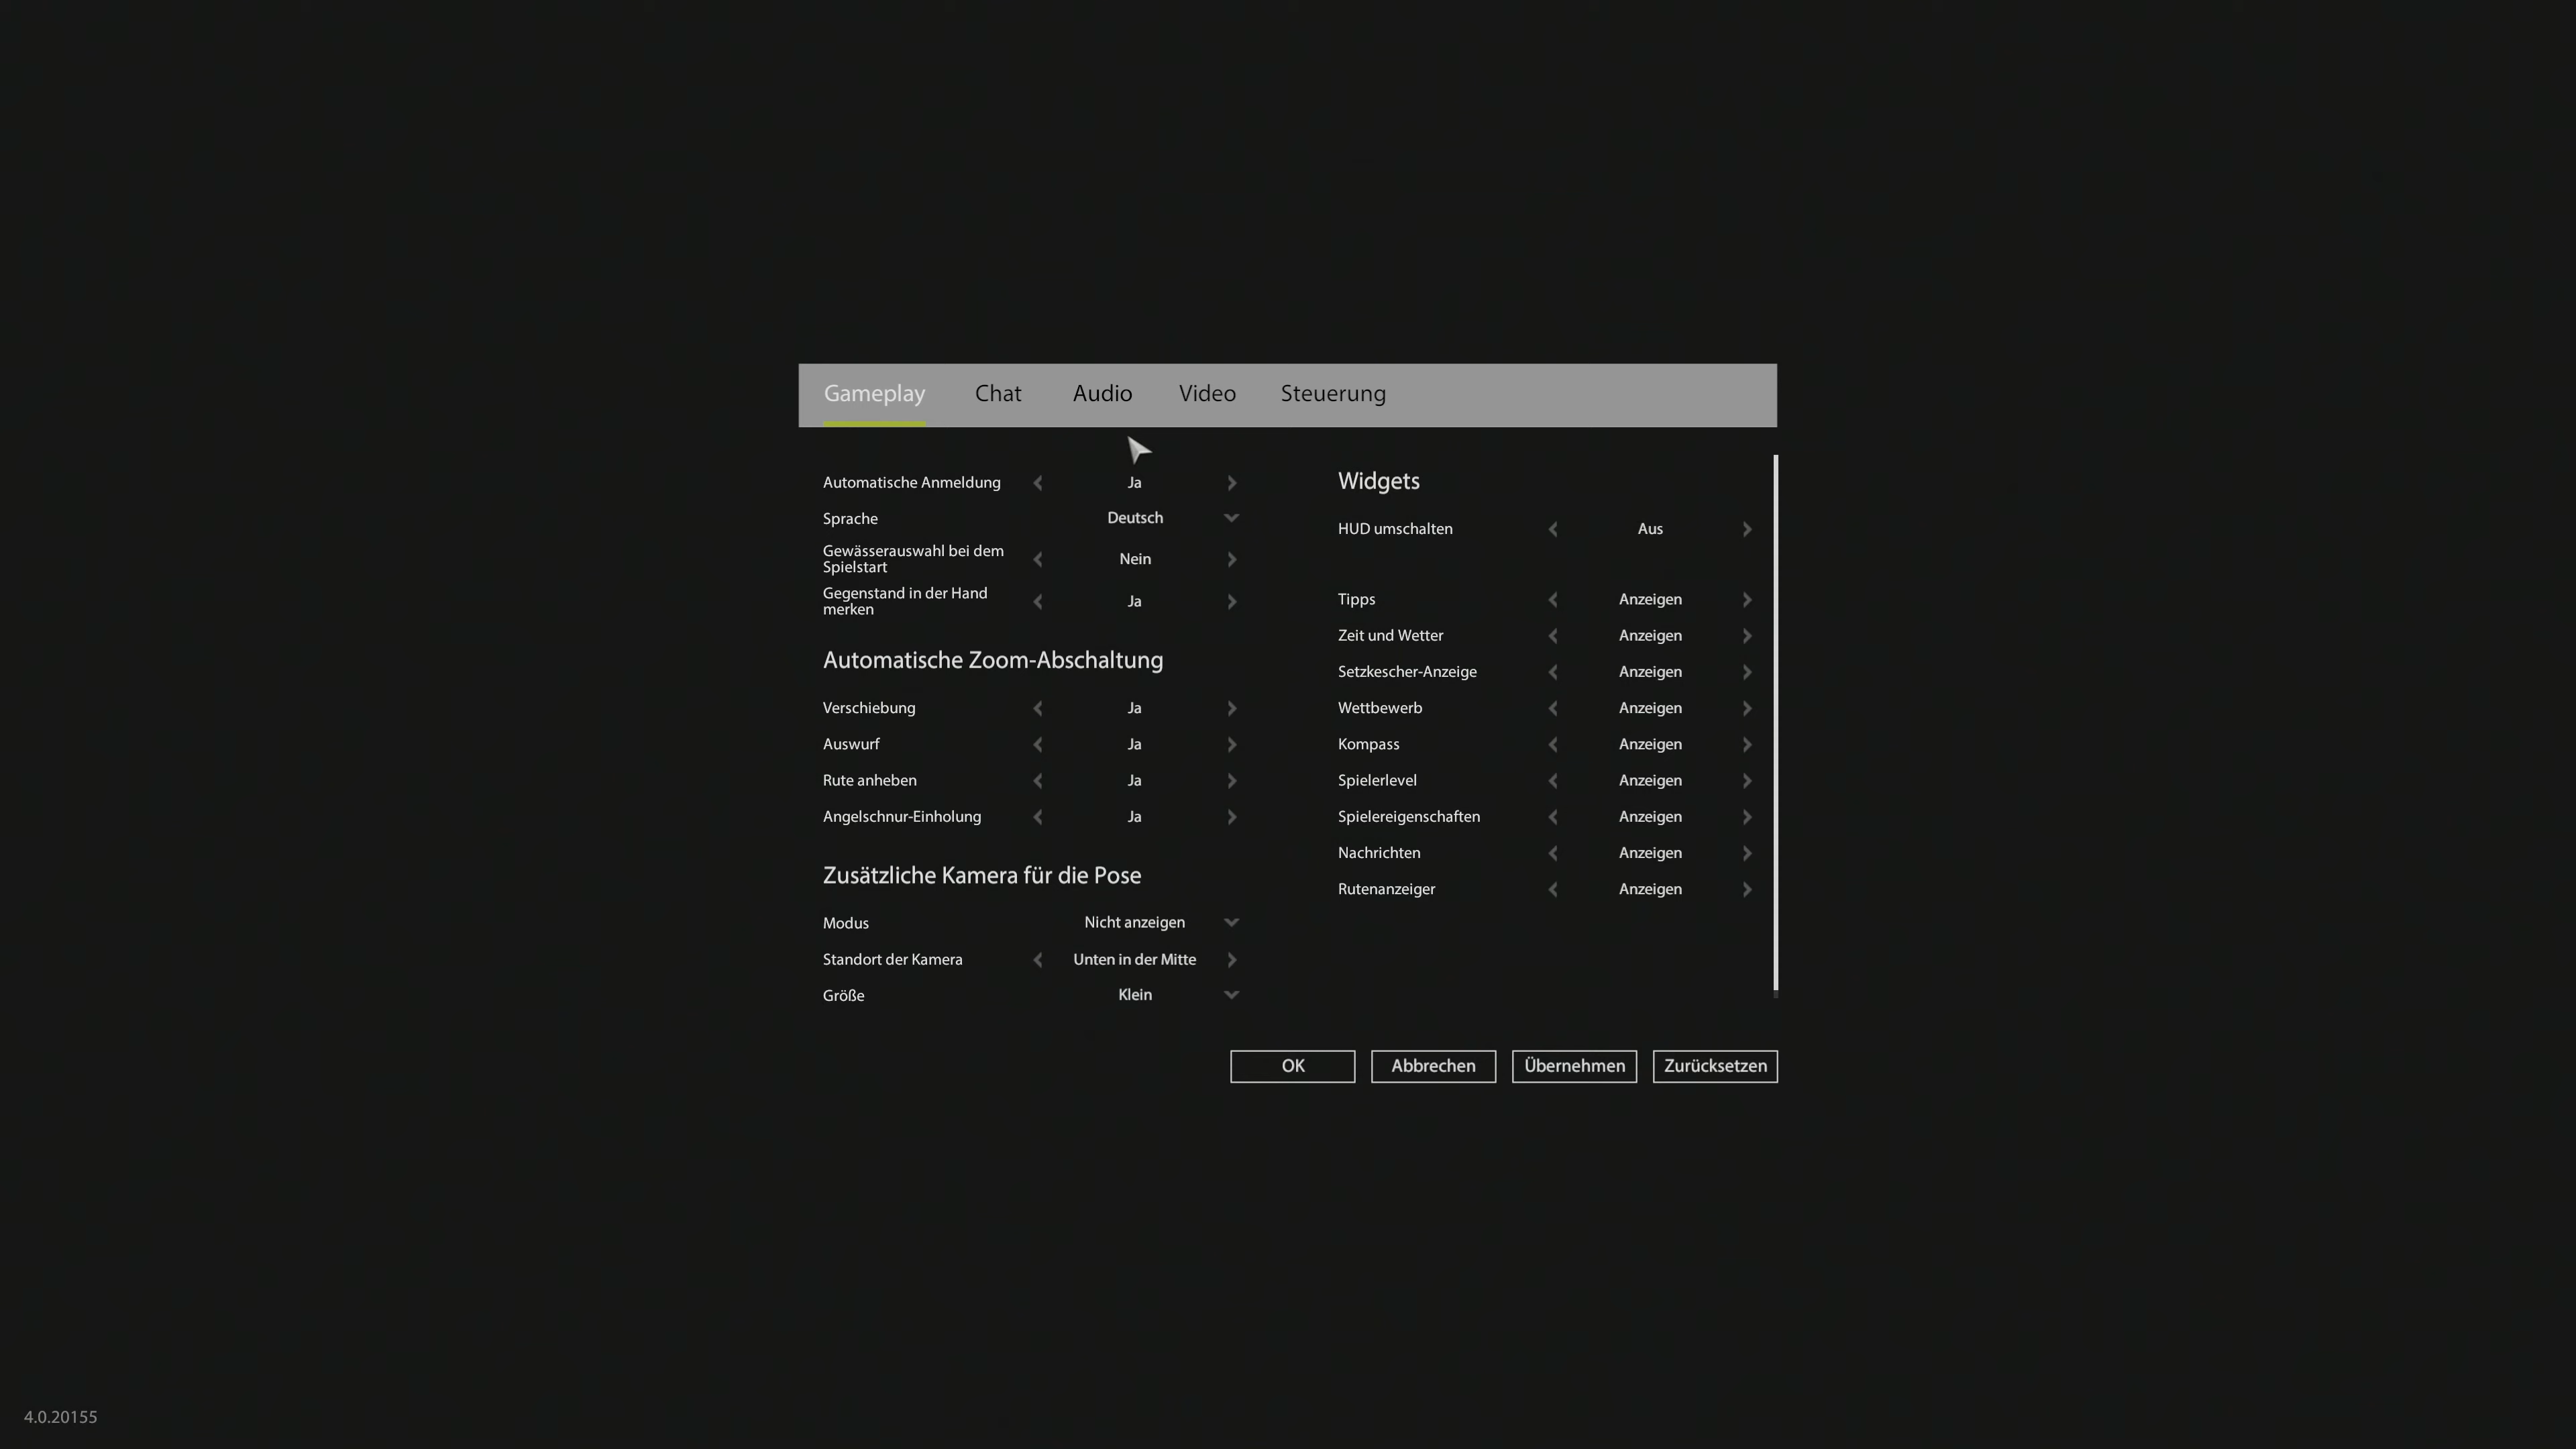 Gameplay Chat Audio Video Steuerung
Automatische Anmeldung Ja
Sprache Deutsch
Gewässerauswahl bei dem
Spielstart Nein
Gegenstand in der Hand
merken Ja
Automatische Zoom-Abschaltung
Verschiebung Ja
Auswurf Ja
Rute anheben Ja
Angelschnur-Einholung Ja
Zusätzliche Kamera für die Pose
Modus Nicht anzeigen
Standort der Kamera Unten in der Mitte
Größe Klein
Widgets
HUD umschalten Aus
Tipps Anzeigen
Zeit und Wetter Anzeigen
Setzkescher-Anzeige Anzeigen
Wettbewerb Anzeigen
Kompass Anzeigen
Spielerlevel Anzeigen
Spielereigenschaften Anzeigen
Nachrichten Anzeigen
Rutenanzeiger Anzeigen
OK Abbrechen Übernehmen Zurücksetzen
4.0.20155